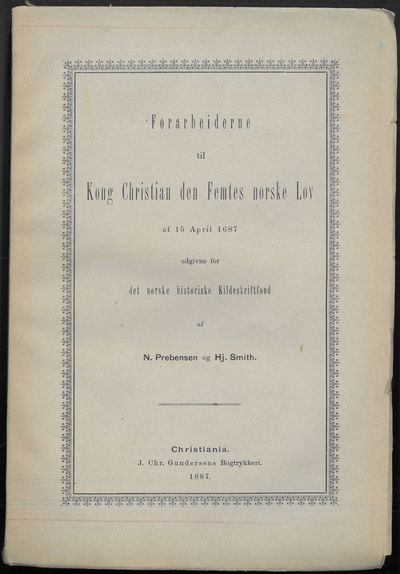 Forarbeiderne
til
Kong Christian den Femtes norske Lov
af 15 April 1687
udgivne for
det norske historiske Kildeskriftfond
af
N. Prebensen og Hj. Smith.
Christiania.
J. Chr. Gundersens Bogtrykkeri.
1887.